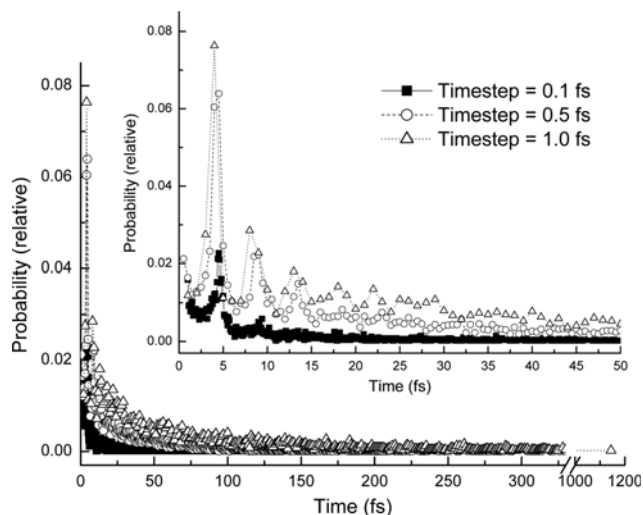 0.08
0.06
0.04
0.02
0.00
Probability (relative)
0 5 10 15 20 25 30 35 40 45 50
Time (fs)
Timestep = 0.1 fs
Timestep = 0.5 fs
Timestep = 1.0 fs
0.08
0.06
0.04
0.02
0.00
Probability (relative)
0 50 100 150 200 250 300 1000 1200
Time (fs)